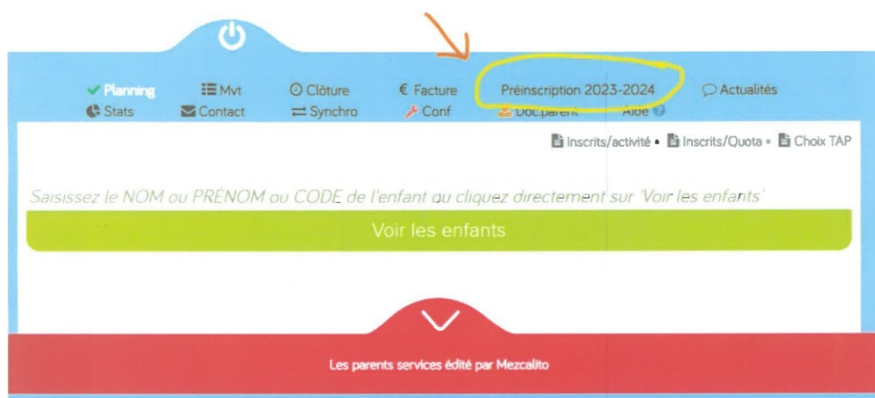 Planning Mvt Clôture € Facture Préinscription 2023-2024 Actualités
Stats Contact Synchro Conf Doc.parent Aide
Inscrits/activité • Inscrits/Quota • Choix TAP
Saisissez le NOM ou PRÉNOM ou CODE de l'enfant ou cliquez directement sur 'Voir les enfants'
Voir les enfants
Les parents services édité par Mezcalito